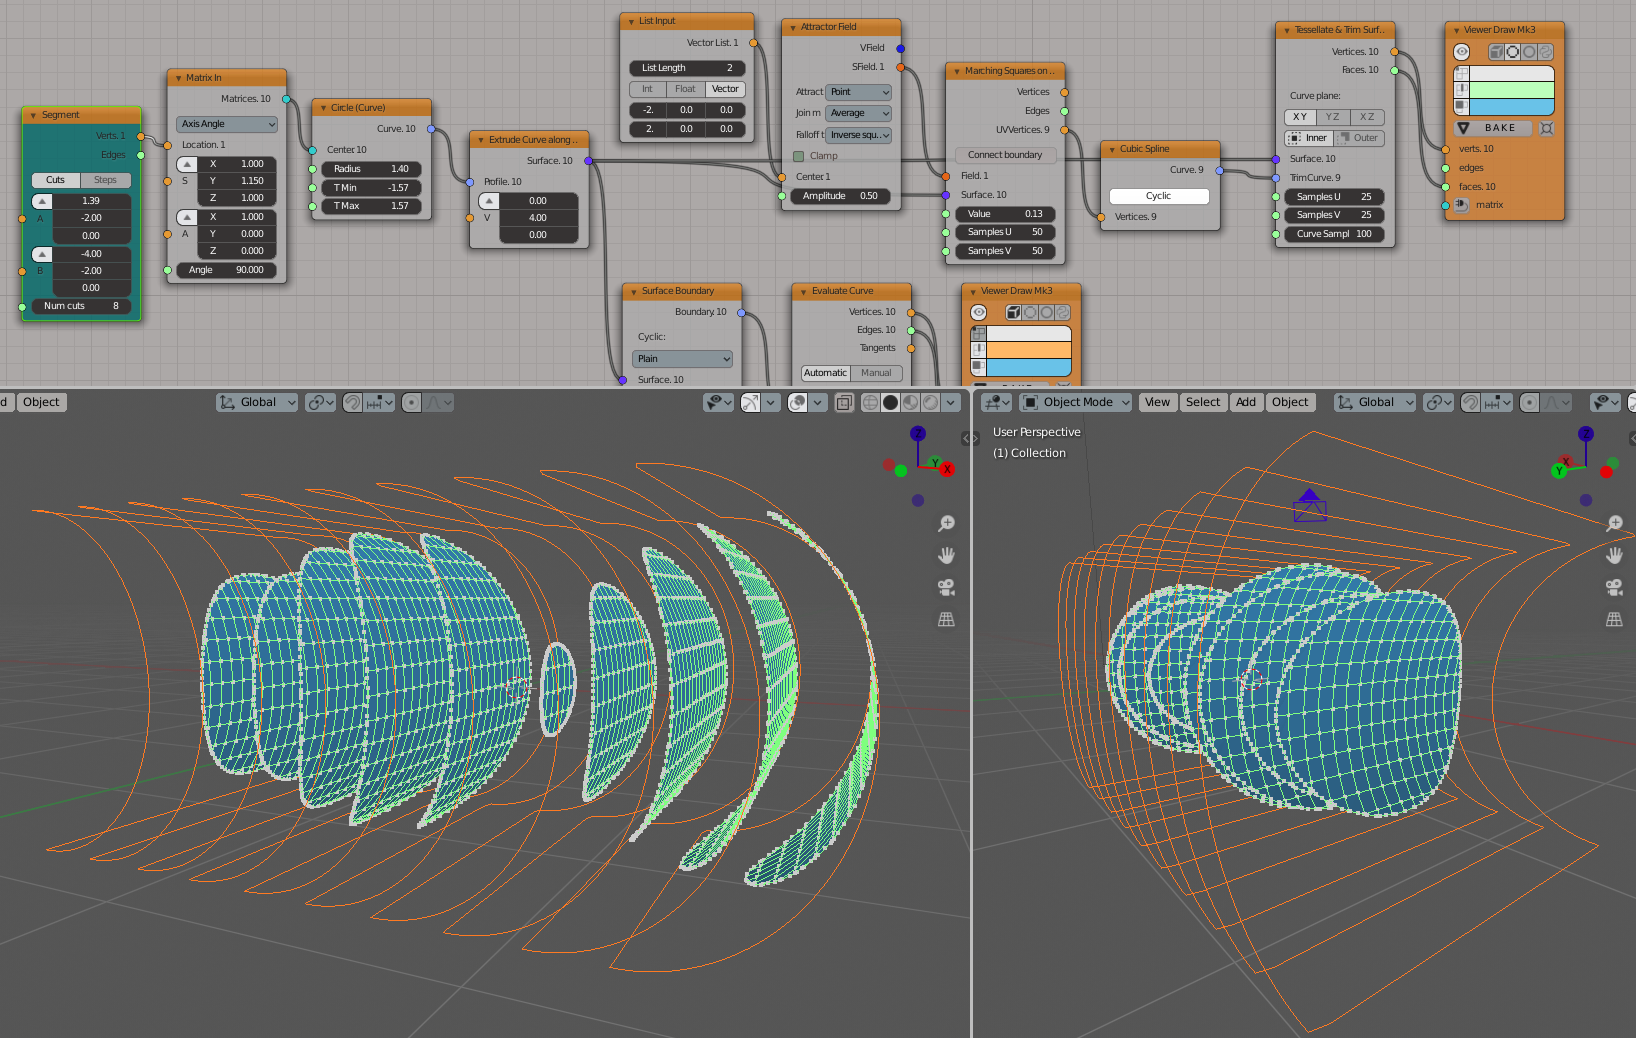 Segment
Verts. 1
Edges
Cuts Steps
1.39
A -2.00
0.00
-4.00
B -2.00
0.00
Num cuts 8
Matrix In
Matrices. 10
Axis Angle
Location. 1
X 1.000
S Y 1.150
Z 1.000
X 1.000
A Y 0.000
Z 0.000
Angle 90.000
Circle (Curve)
Curve. 10
Center. 10
Radius 1.40
T Min -1.57
T Max 1.57
Extrude Curve along ..
Surface. 10
Profile. 10
0.00
V 4.00
0.00
List Input
Vector List. 1
List Length 2
Int Float Vector
-2. 0.0 0.0
2. 0.0 0.0
Attractor Field
VField
SField. 1
Attract Point
Join m Average
Falloff t Inverse squ..
Clamp
Center. 1
Amplitude 0.50
Marching Squares on ..
Vertices
Edges
UVVertices. 9
Connect boundary
Field. 1
Surface. 10
Value 0.13
Samples U 50
Samples V 50
Cubic Spline
Curve. 9
Cyclic
Vertices. 9
Tessellate & Trim Surf..
Vertices. 10
Faces. 10
Curve plane:
XY YZ XZ
Inner Outer
Surface. 10
TrimCurve. 9
Samples U 25
Samples V 25
Curve Sampl 100
Viewer Draw Mk3
BAKE
verts. 10
edges
faces. 10
matrix
Surface Boundary
Boundary. 10
Cyclic:
Plain
Surface. 10
Evaluate Curve
Vertices. 10
Edges. 10
Tangents
Automatic Manual
Viewer Draw Mk3
d Object Global
Object Mode View Select Add Object Global
User Perspective
(1) Collection
Z
Y
X
Z
X
Y